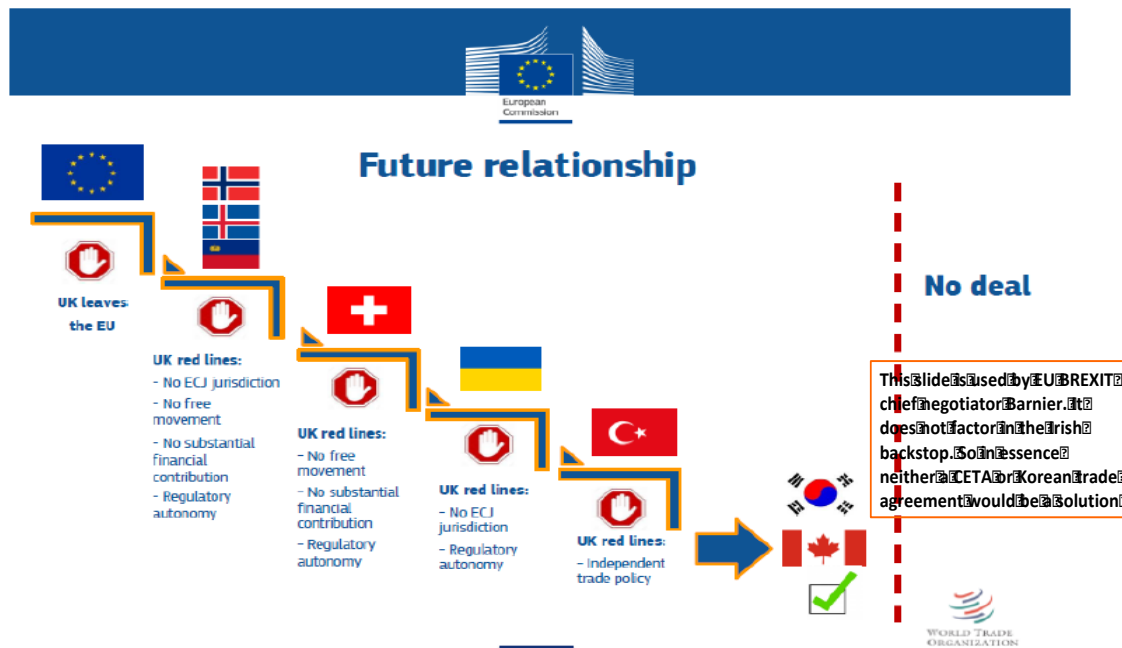 European
Commission
Future relationship
UK leaves
the EU
UK red lines:
- No ECJ jurisdiction
- No free
movement
- No substantial
financial
contribution
- Regulatory
autonomy
UK red lines:
- No free
movement
- No substantial
financial
contribution
- Regulatory
autonomy
UK red lines:
- No ECJ
jurisdiction
- Regulatory
autonomy
UK red lines:
- Independent
trade policy
No deal
This slide is used by EU BREXIT
chief negotiator Barnier. It
does not factor in the Irish
backstop. So in essence
neither a CETA or Korean trade
agreement would be a solution
WORLD TRADE
ORGANIZATION